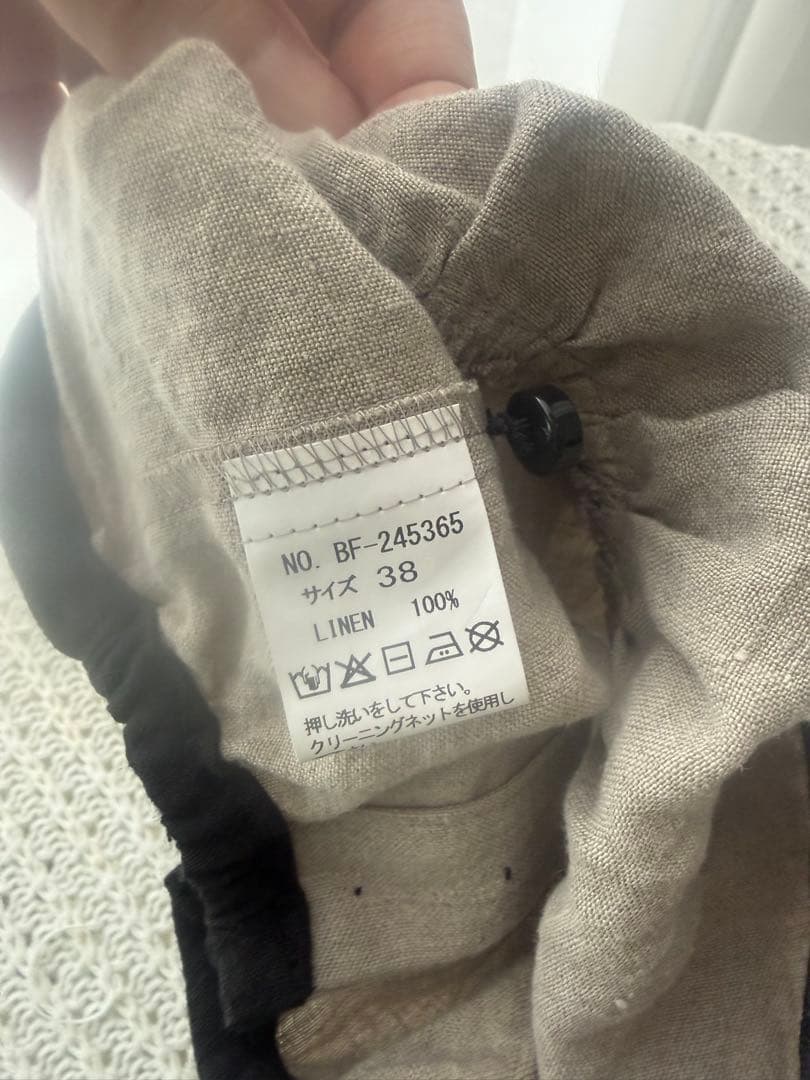 NO. BF-245365
サイズ 38
LINEN 100%
押し洗いをして下さい。
クリーニングネットを使用し